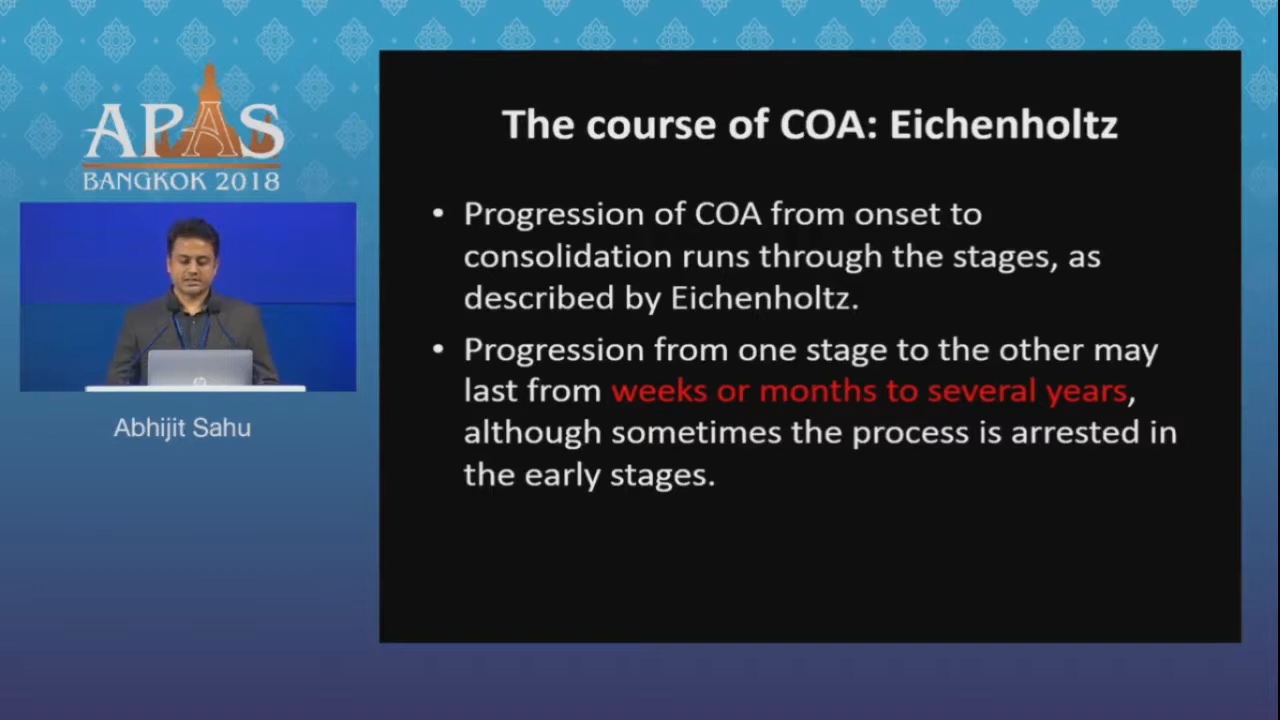 APAS
BANGKOK 2018
Abhijit Sahu
The course of COA: Eichenholtz
• Progression of COA from onset to
consolidation runs through the stages, as
described by Eichenholtz.
• Progression from one stage to the other may
last from weeks or months to several years,
although sometimes the process is arrested in
the early stages.